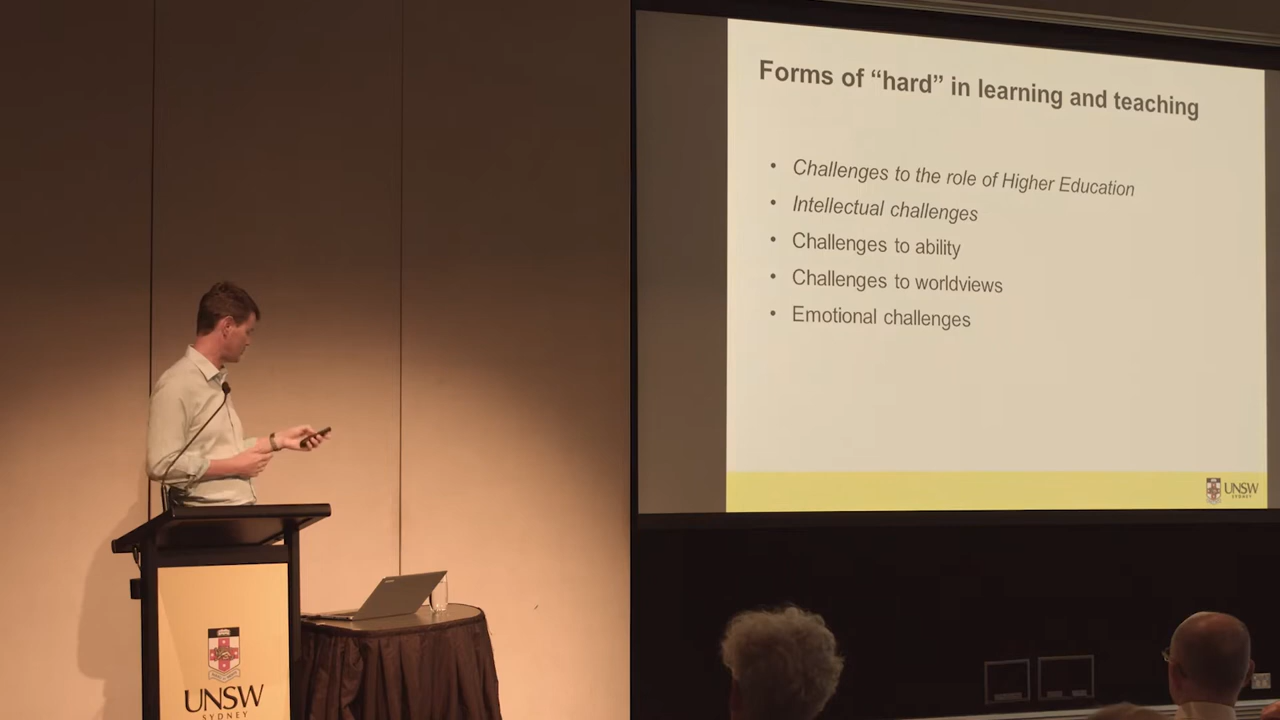 Forms of “hard” in learning and teaching
• Challenges to the role of Higher Education
• Intellectual challenges
• Challenges to ability
• Challenges to worldviews
• Emotional challenges
UNSW
SYDNEY
UNSW
SYDNEY